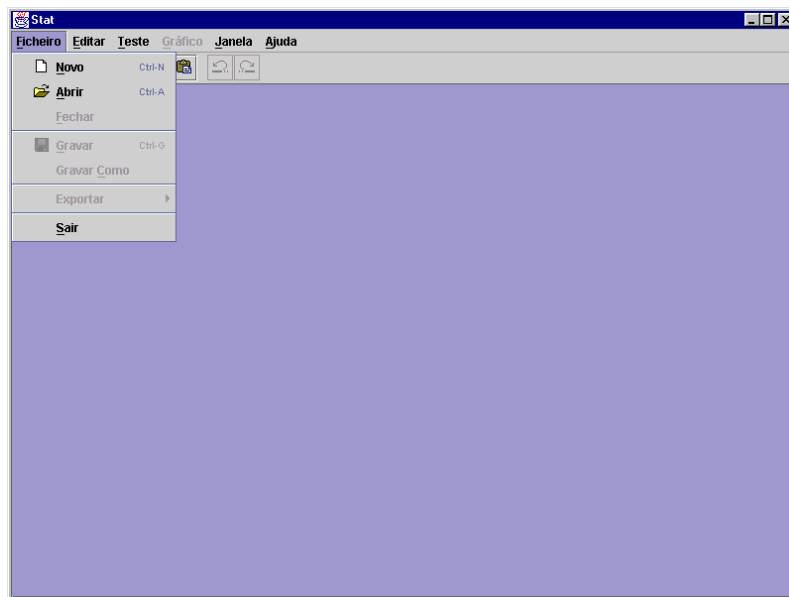 Stat
Ficheiro Editar Teste Gráfico Janela Ajuda
Novo Ctrl-N
Abrir Ctrl-A
Fechar
Gravar Ctrl-G
Gravar Como
Exportar
Sair